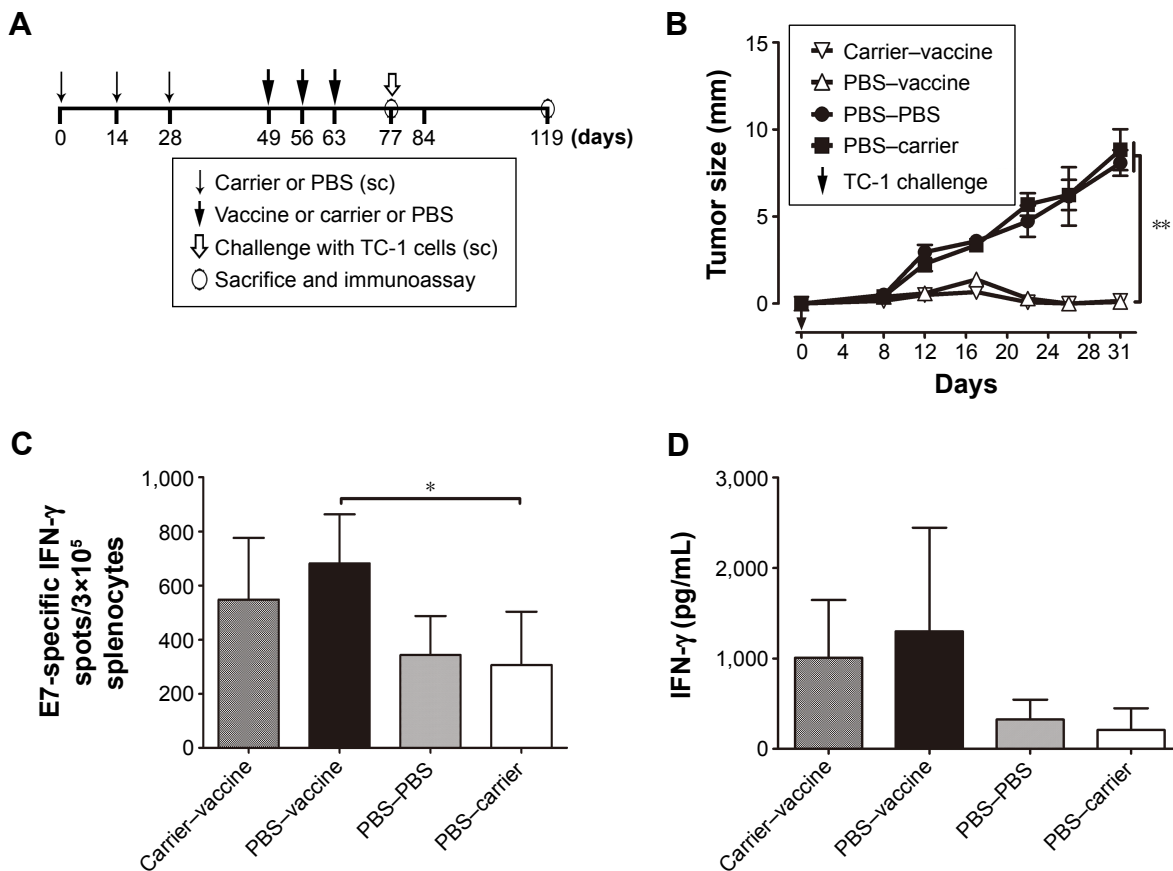 A
0 14 28 49 56 63 77 84 119 (days)
Carrier or PBS (sc)
Vaccine or carrier or PBS
Challenge with TC-1 cells (sc)
Sacrifice and immunoassay
B
Tumor size (mm)
15
10
5
0
Carrier–vaccine
PBS–vaccine
PBS–PBS
PBS–carrier
TC-1 challenge
**
0 4 8 12 16 20 24 28 31
Days
C
E7-specific IFN-γ
spots/3×10⁵
splenocytes
1,000
800
600
400
200
0
*
Carrier–vaccine
PBS–vaccine
PBS–PBS
PBS–carrier
D
IFN-γ (pg/mL)
3,000
2,000
1,000
0
Carrier–vaccine
PBS–vaccine
PBS–PBS
PBS–carrier